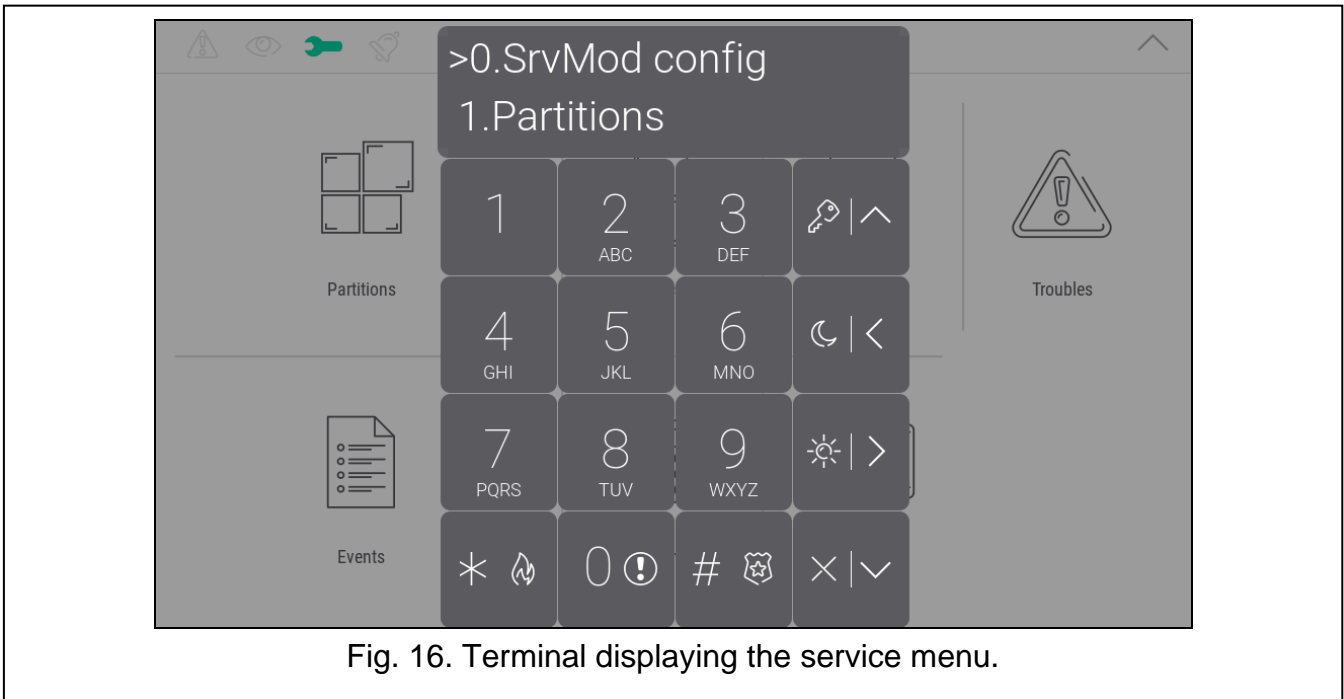 >0.SrvMod config
1.Partitions
1
2
ABC
3
DEF
Partitions
Troubles
4
GHI
5
JKL
6
MNO
7
PQRS
8
TUV
9
WXYZ
Events
*
0
#
Fig. 16. Terminal displaying the service menu.